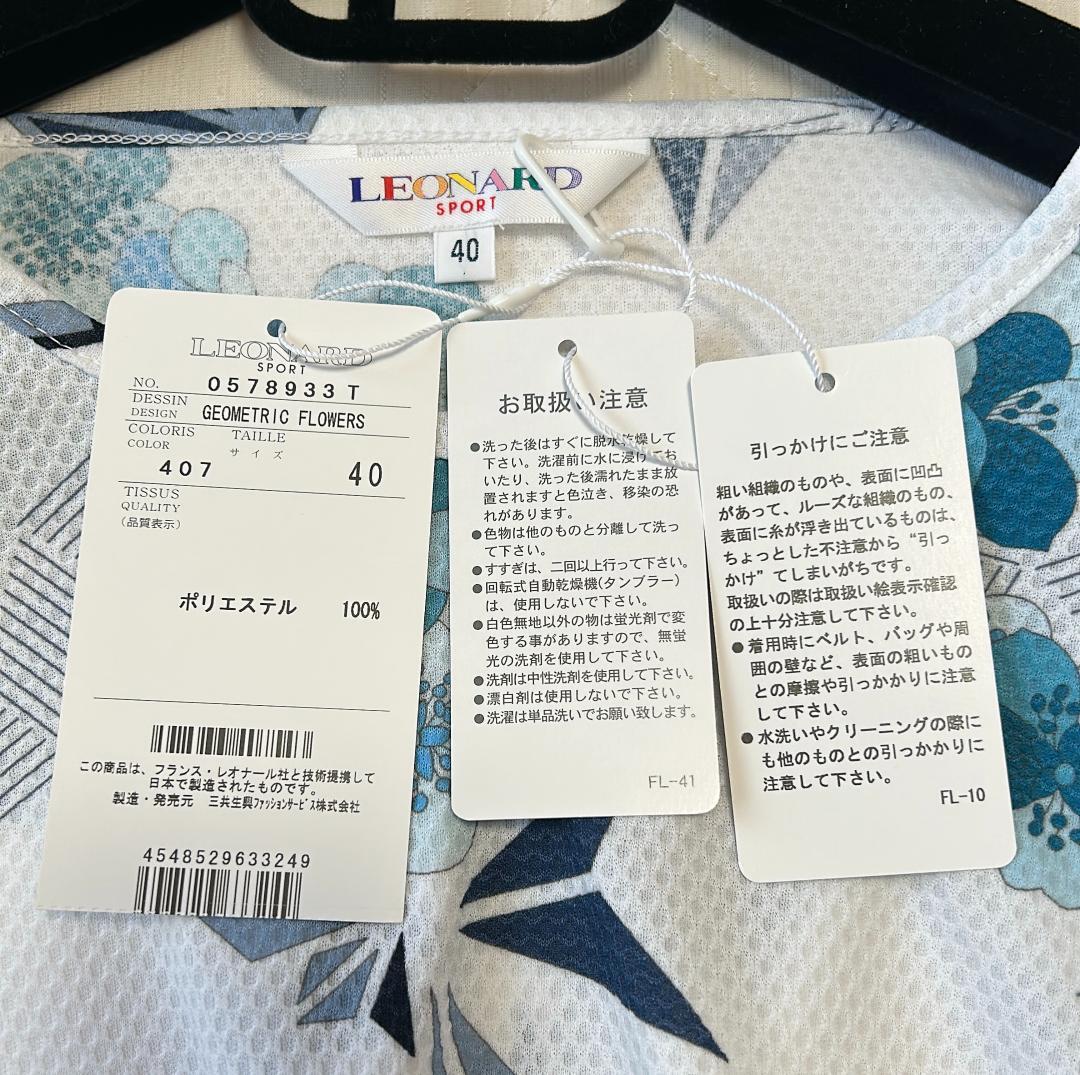 LEONARD
SPORT
40
LEONARD
SPORT
NO. 0578933 T
DESSIN
DESIGN GEOMETRIC FLOWERS
COLORIS TAILLE
COLOR サイズ
407 40
TISSUS
QUALITY
(品質表示)
ポリエステル 100%
この商品は、フランス・レオナール社と技術提携して
日本で製造されたものです。
製造・発売元 三共生興ファッションサービス株式会社
4548529633249
お取扱い注意
●洗った後はすぐに脱水乾燥して
下さい。洗濯前に水に浸けてお
いたり、洗った後濡れたまま放
置されますと色泣き、移染の恐
れがあります。
●色物は他のものと分離して洗っ
て下さい。
●すすぎは、二回以上行って下さい。
●回転式自動乾燥機(タンブラー)
は、使用しないで下さい。
●白色無地以外の物は蛍光剤で変
色する事がありますので、無蛍
光の洗剤を使用して下さい。
●洗剤は中性洗剤を使用して下さい。
●漂白剤は使用しないで下さい。
●洗濯は単品洗いでお願い致します。
FL-41
引っかけにご注意
粗い組織のものや、表面に凹凸
があって、ルーズな組織のもの、
表面に糸が浮き出ているものは、
ちょっとした不注意から“引っ
かけ”てしまいがちです。
取扱いの際は取扱い絵表示確認
の上十分注意して下さい。
●着用時にベルト、バッグや周
囲の壁など、表面の粗いもの
との摩擦や引っかかりに注意
して下さい。
●水洗いやクリーニングの際に
も他のものとの引っかかりに
注意して下さい。
FL-10